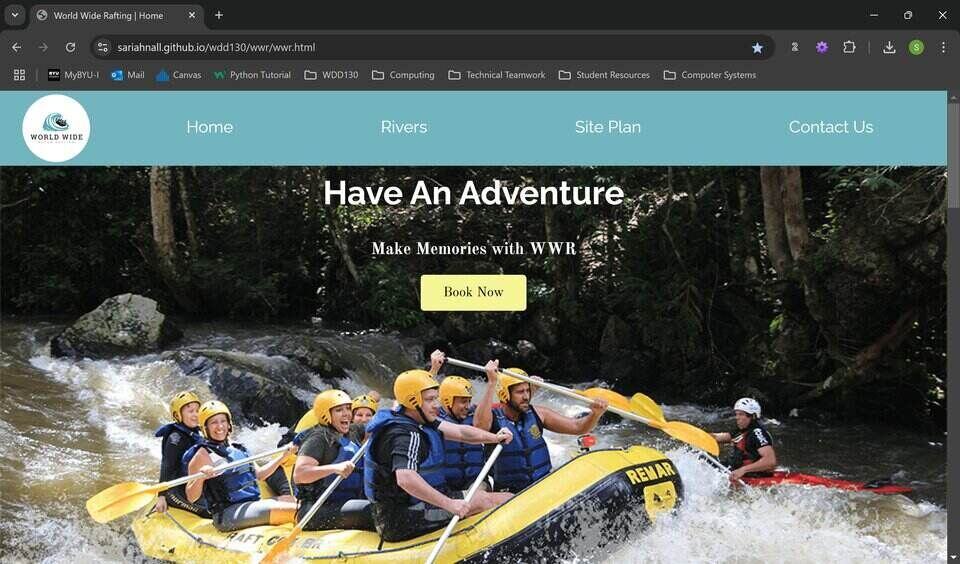 World Wide Rafting | Home
sariahnall.github.io/wdd130/wwr/wwr.html
S
MyBYU-I Mail Canvas Python Tutorial WDD130 Computing Technical Teamwork Student Resources Computer Systems
WORLD WIDE
Home Rivers Site Plan Contact Us
Have An Adventure
Make Memories with WWR
Book Now
REMAR